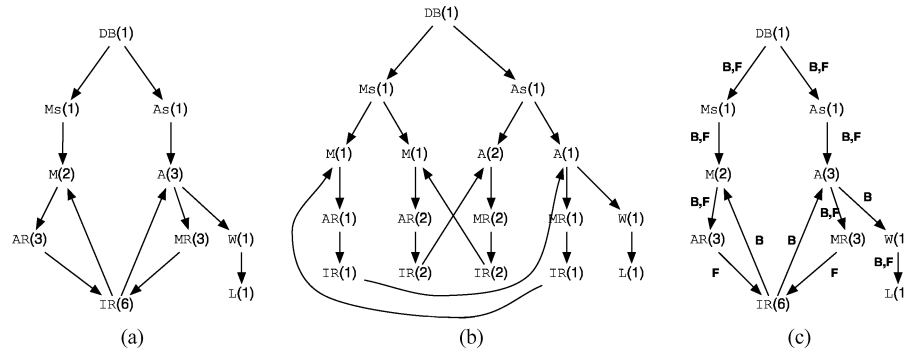 DB(1)
Ms(1) As(1)
M(2) A(3)
AR(3) MR(3) W(1)
IR(6) L(1)
(a)
DB(1)
Ms(1) As(1)
M(1) M(1) A(2) A(1)
AR(1) AR(2) MR(2) MR(1) W(1)
IR(1) IR(2) IR(2) IR(1) L(1)
(b)
DB(1)
B,F B,F
Ms(1) As(1)
B,F B,F
M(2) A(3)
B,F B,F B
AR(3) MR(3) W(1)
F B B F B,F
IR(6) L(1)
(c)